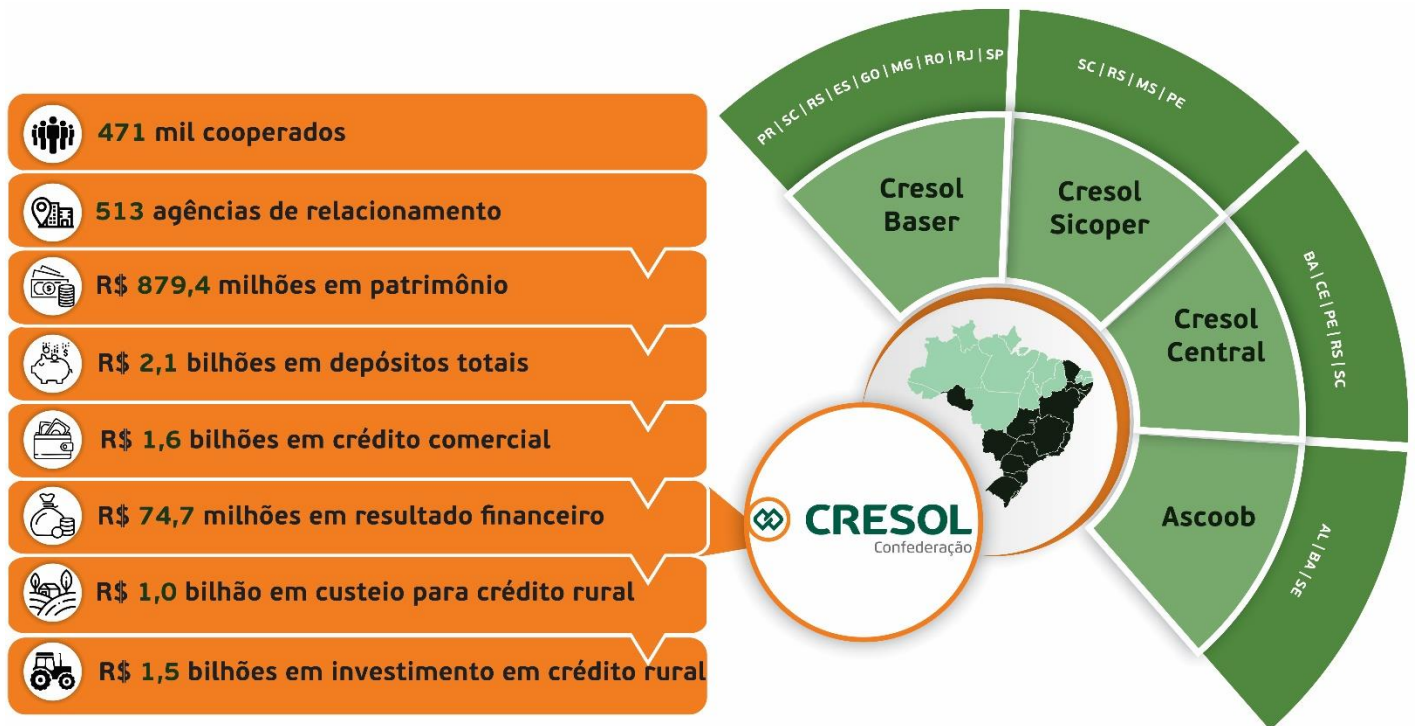 471 mil cooperados
513 agências de relacionamento
R$ 879,4 milhões em patrimônio
R$ 2,1 bilhões em depósitos totais
R$ 1,6 bilhões em crédito comercial
R$ 74,7 milhões em resultado financeiro
R$ 1,0 bilhão em custeio para crédito rural
R$ 1,5 bilhões em investimento em crédito rural
CRESOL
Confederação
PR | SC | RS | ES | GO | MG | RO | RJ | SP
Cresol
Baser
SC | RS | MS | PE
Cresol
Sicoper
BA | CE | PE | RS | SC
Cresol
Central
AL | BA | SE
Ascoob